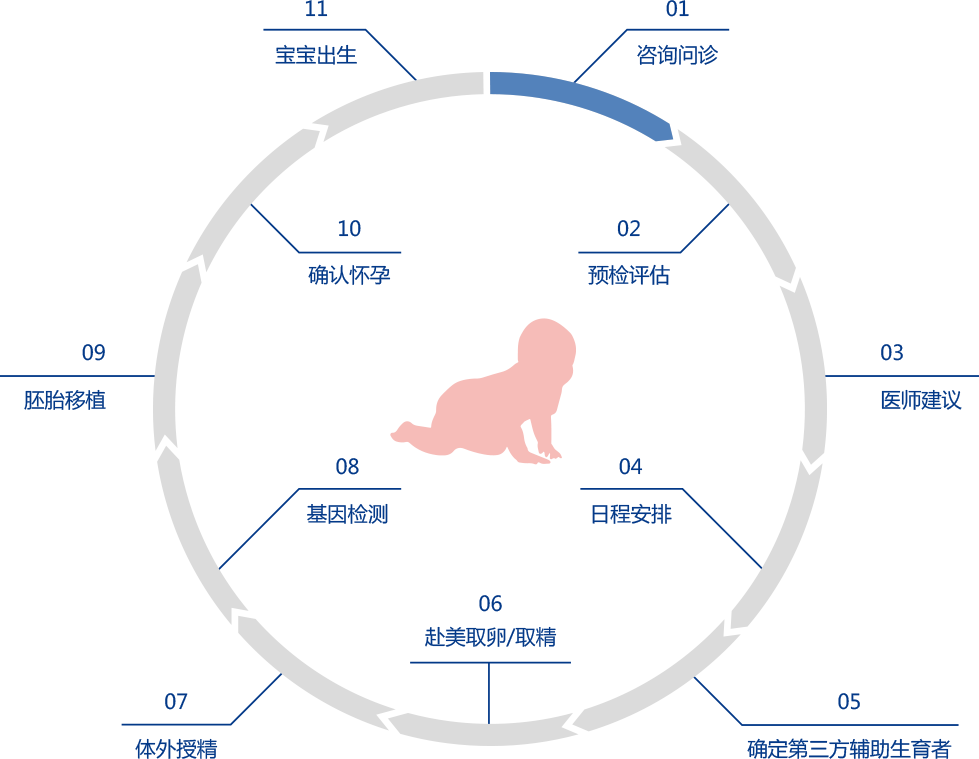 01
咨询问诊
02
预检评估
03
医师建议
04
日程安排
05
确定第三方辅助生育者
06
赴美取卵/取精
07
体外授精
08
基因检测
09
胚胎移植
10
确认怀孕
11
宝宝出生